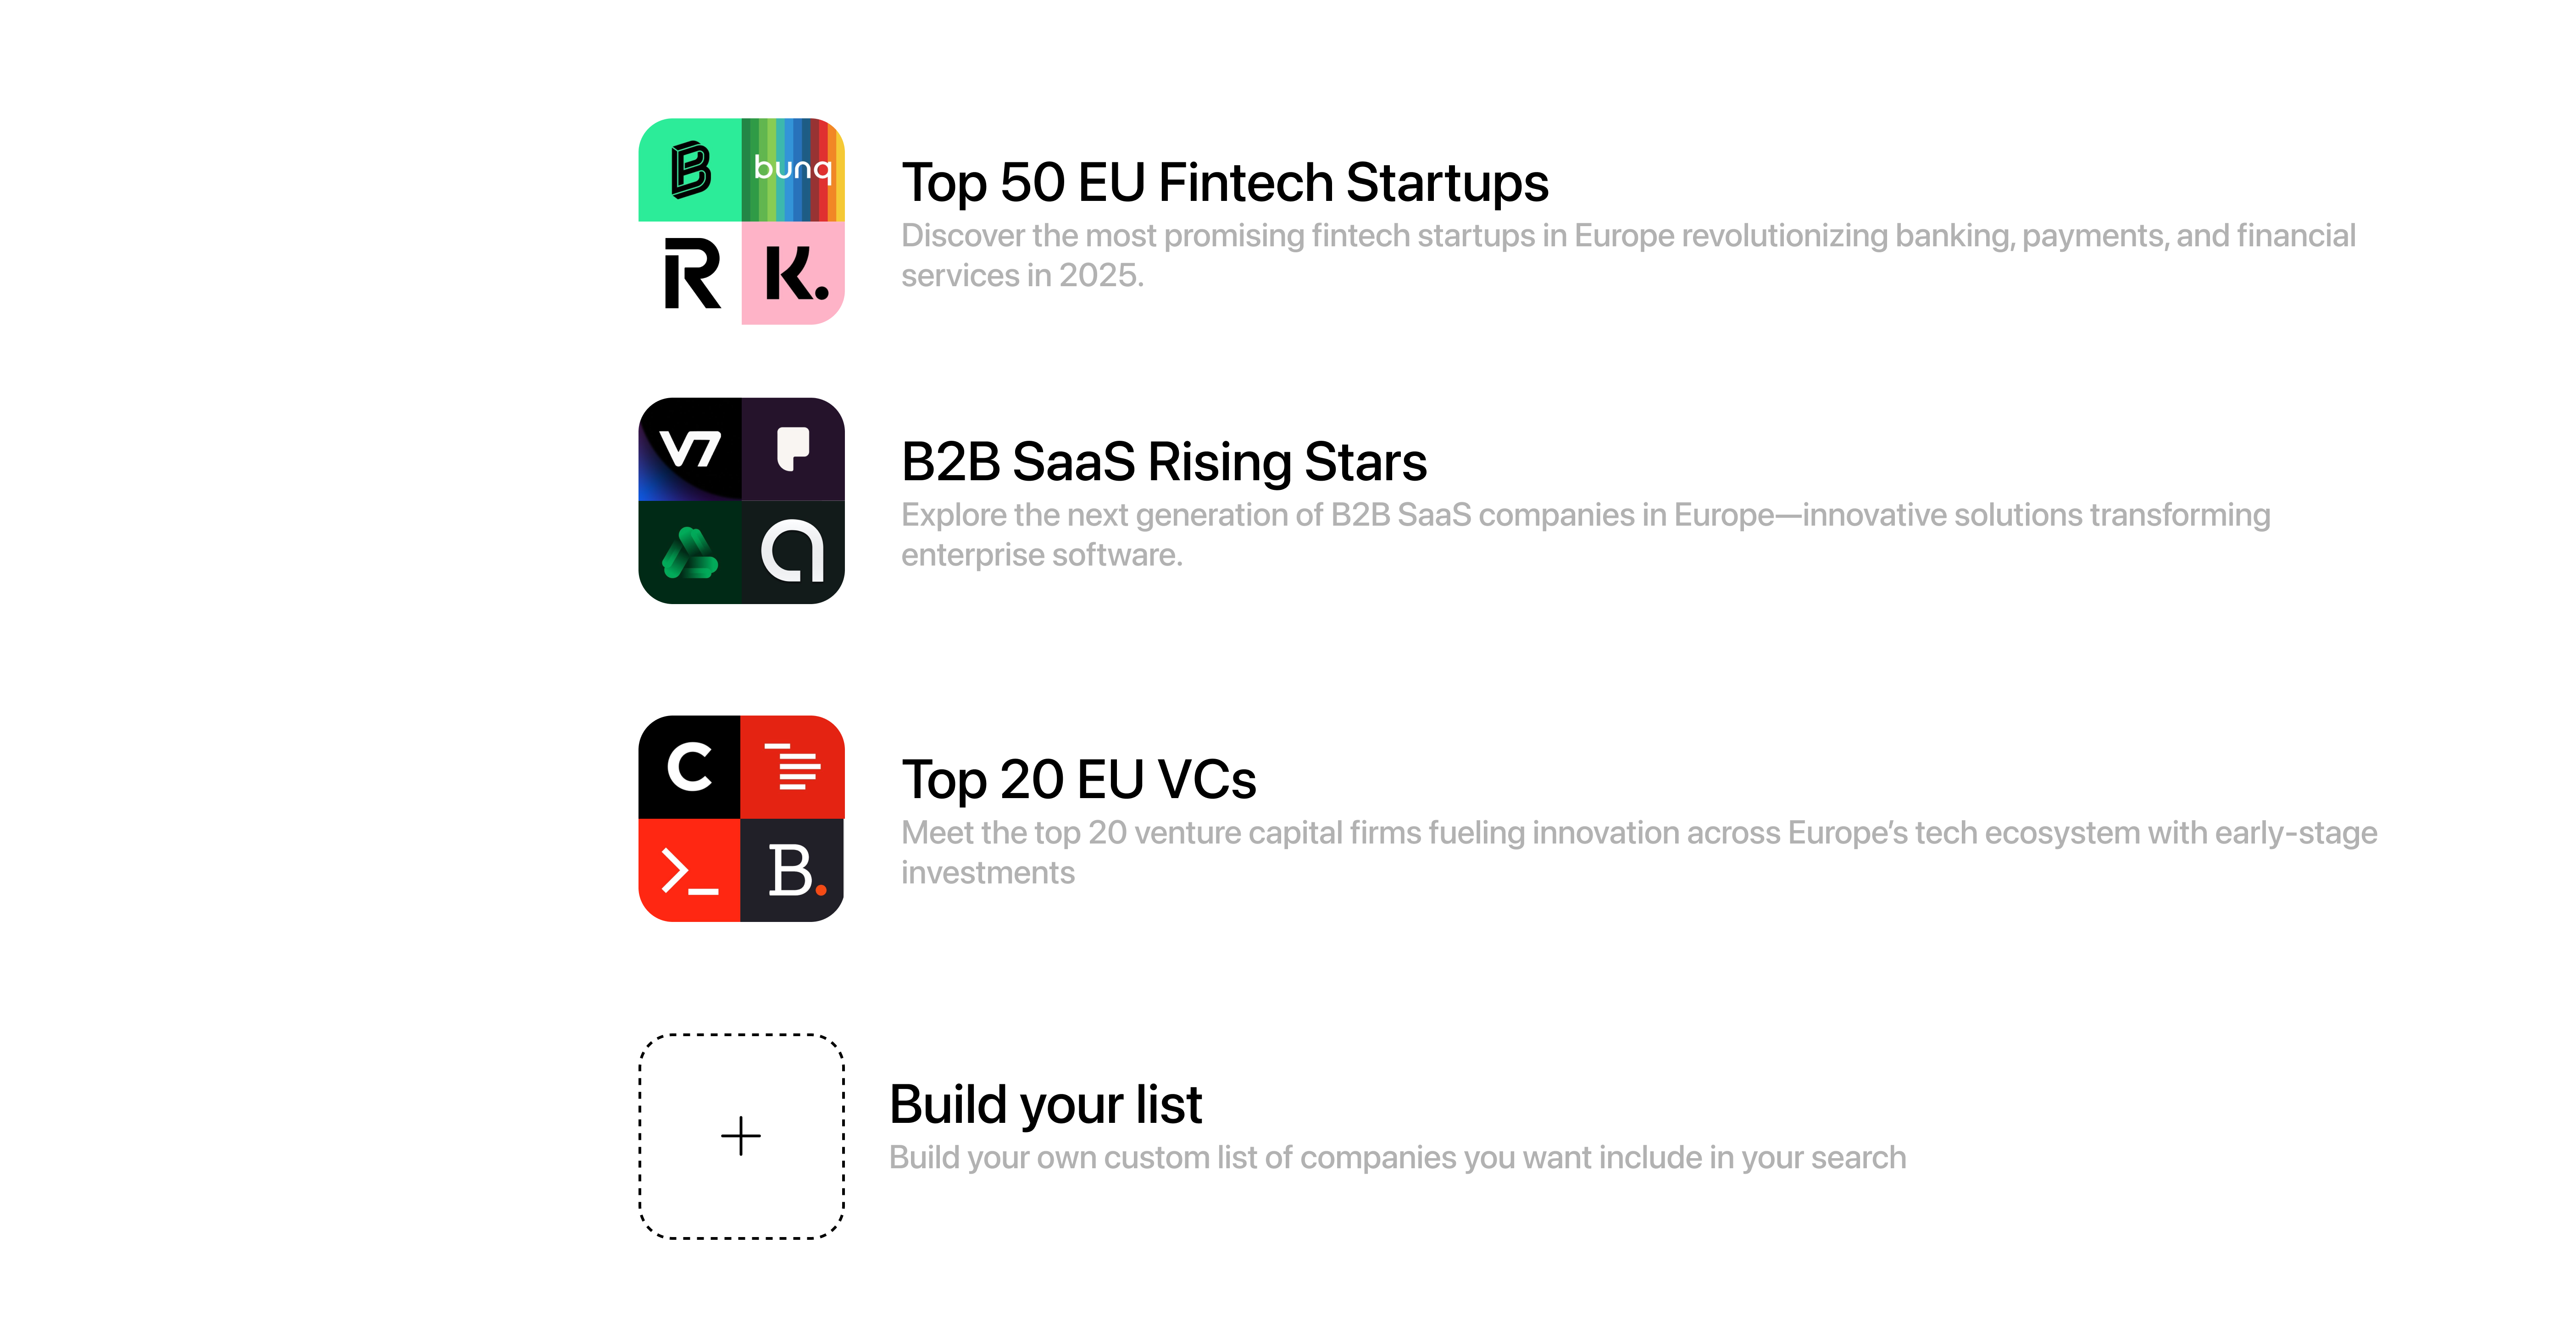 B
bunq
R
K.
Top 50 EU Fintech Startups
Discover the most promising fintech startups in Europe revolutionizing banking, payments, and financial
services in 2025.
V7
B2B SaaS Rising Stars
Explore the next generation of B2B SaaS companies in Europe—innovative solutions transforming
enterprise software.
C
B.
Top 20 EU VCs
Meet the top 20 venture capital firms fueling innovation across Europe’s tech ecosystem with early-stage
investments
Build your list
Build your own custom list of companies you want include in your search